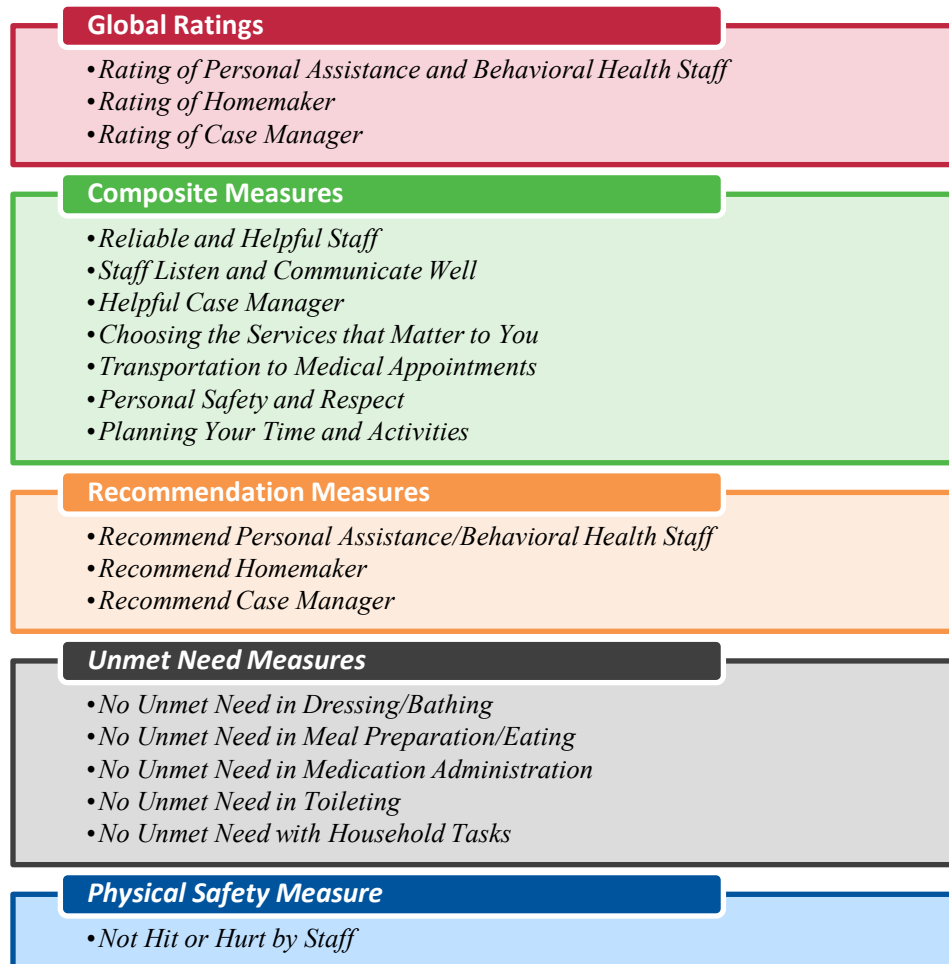 Global Ratings
•Rating of Personal Assistance and Behavioral Health Staff
•Rating of Homemaker
•Rating of Case Manager
Composite Measures
•Reliable and Helpful Staff
•Staff Listen and Communicate Well
•Helpful Case Manager
•Choosing the Services that Matter to You
•Transportation to Medical Appointments
•Personal Safety and Respect
•Planning Your Time and Activities
Recommendation Measures
•Recommend Personal Assistance/Behavioral Health Staff
•Recommend Homemaker
•Recommend Case Manager
Unmet Need Measures
•No Unmet Need in Dressing/Bathing
•No Unmet Need in Meal Preparation/Eating
•No Unmet Need in Medication Administration
•No Unmet Need in Toileting
•No Unmet Need with Household Tasks
Physical Safety Measure
•Not Hit or Hurt by Staff